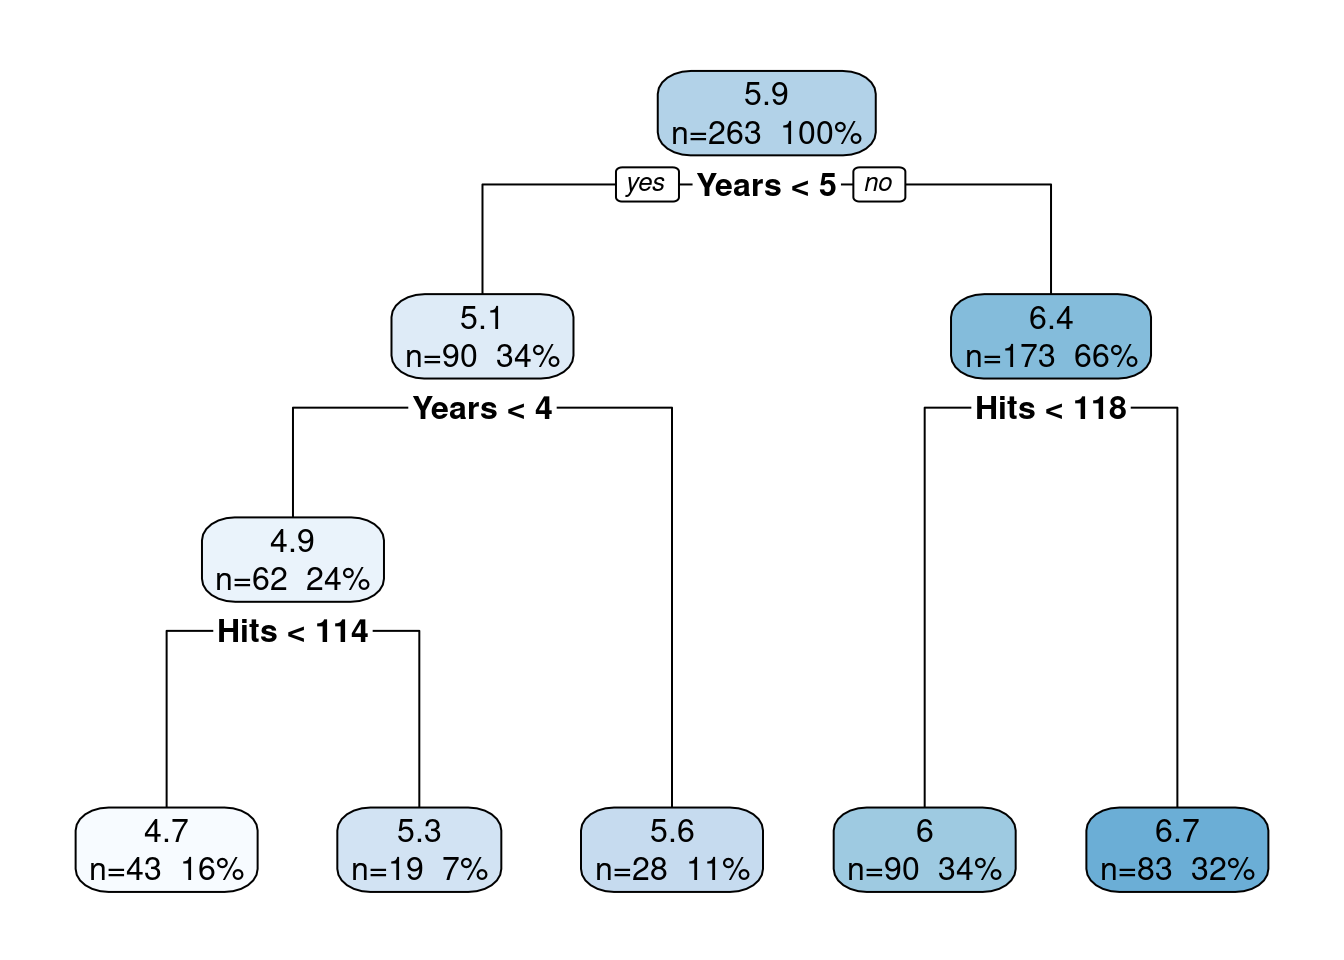 5.9
n=263 100%
yes Years < 5 no
5.1
n=90 34%
6.4
n=173 66%
Years < 4
Hits < 118
4.9
n=62 24%
Hits < 114
4.7
n=43 16%
5.3
n=19 7%
5.6
n=28 11%
6
n=90 34%
6.7
n=83 32%